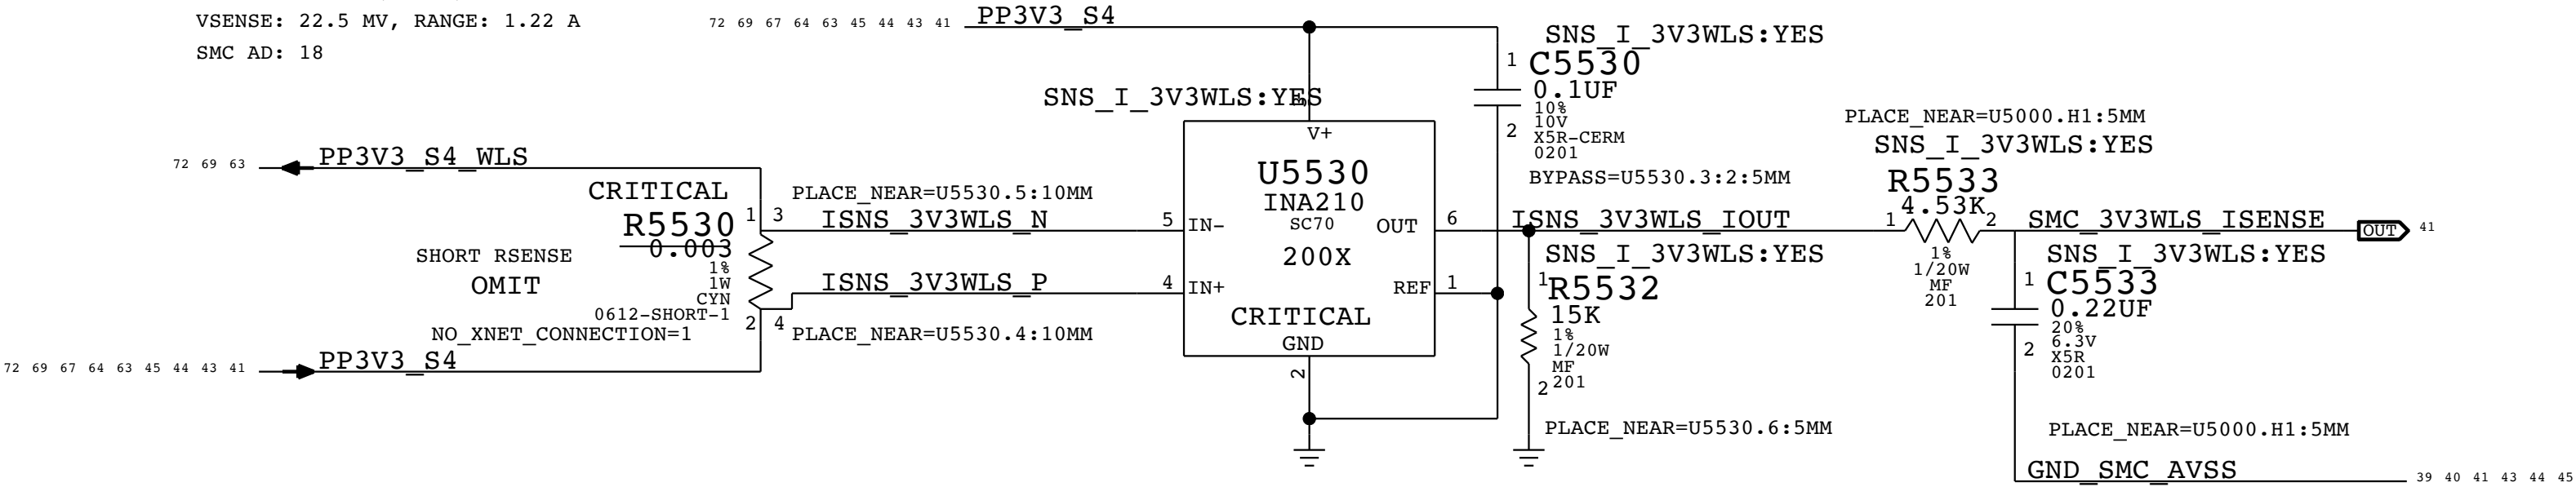 VSENSE: 22.5 MV, RANGE: 1.22 A
SMC AD: 18
72 69 67 64 63 45 44 43 41 PP3V3_S4
SNS_I_3V3WLS:YES
1 C5530
0.1UF
10%
10V
2 X5R-CERM
0201
BYPASS=U5530.3:2:5MM
SNS_I_3V3WLS:YES
72 69 63 PP3V3_S4_WLS
CRITICAL
R5530
0.003
1%
1W
CYN
0612-SHORT-1
SHORT RSENSE
OMIT
NO_XNET_CONNECTION=1
1 3
2 4
72 69 67 64 63 45 44 43 41 PP3V3_S4
PLACE_NEAR=U5530.5:10MM
ISNS_3V3WLS_N
ISNS_3V3WLS_P
PLACE_NEAR=U5530.4:10MM
V+
U5530
INA210
SC70
200X
5 IN-
4 IN+
OUT 6
REF 1
CRITICAL
GND
2
ISNS_3V3WLS_IOUT
SNS_I_3V3WLS:YES
1 R5532
15K
1%
1/20W
MF
2 201
PLACE_NEAR=U5530.6:5MM
PLACE_NEAR=U5000.H1:5MM
SNS_I_3V3WLS:YES
R5533
1 4.53K 2
1%
1/20W
MF
201
SMC_3V3WLS_ISENSE OUT 41
SNS_I_3V3WLS:YES
1 C5533
0.22UF
20%
6.3V
2 X5R
0201
PLACE_NEAR=U5000.H1:5MM
GND_SMC_AVSS 39 40 41 43 44 45